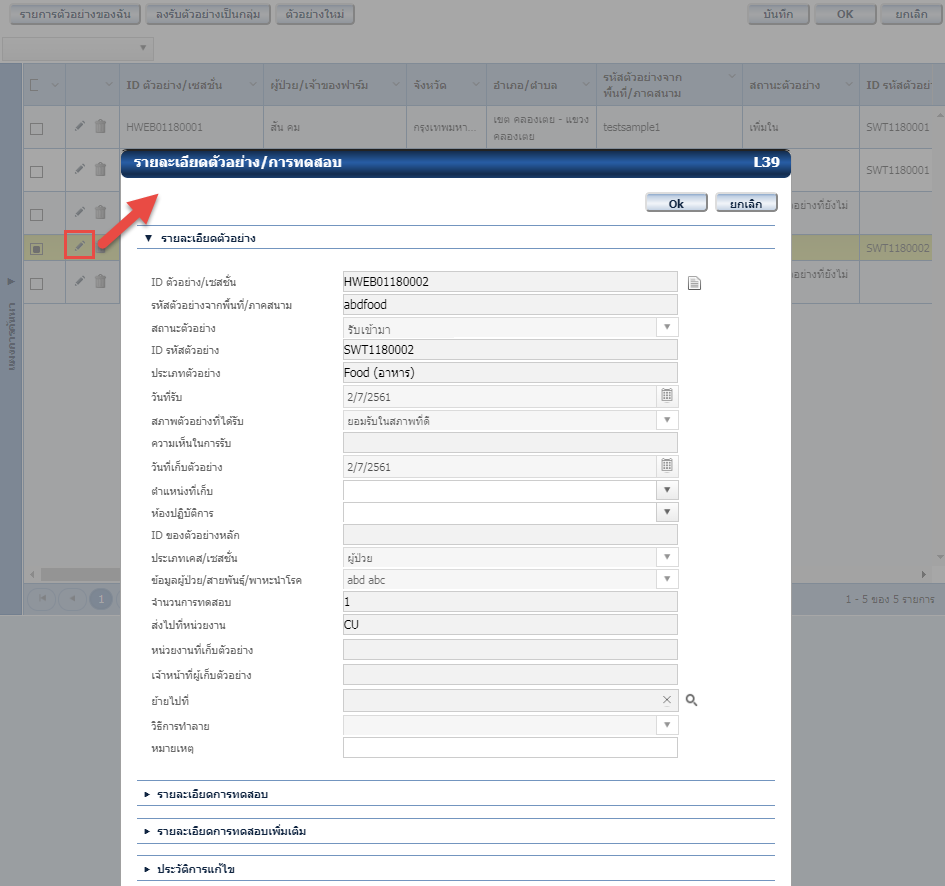 รายการตัวอย่างของฉัน ลงรับตัวอย่างเป็นกลุ่ม ตัวอย่างใหม่ บันทึก OK ยกเลิก
ID ตัวอย่าง/เซสชั่น ผู้ป่วย/เจ้าของฟาร์ม จังหวัด อำเภอ/ตำบล รหัสตัวอย่างจาก
พื้นที่/ภาคสนาม สถานะตัวอย่าง ID รหัสตัวอย่
HWEB01180001 สัน คม กรุงเทพมหา... เขต คลองเตย - แขวง
คลองเตย testsample1 เพิ่มใน SWT1180001
รายละเอียดตัวอย่าง/การทดสอบ L39
SWT1180001
Ok ยกเลิก
อย่างที่ยังไม่
▼ รายละเอียดตัวอย่าง
SWT1180002
อย่างที่ยังไม่
ID ตัวอย่าง/เซสชั่น HWEB01180002
รหัสตัวอย่างจากพื้นที่/ภาคสนาม abdfood
สถานะตัวอย่าง รับเข้ามา
ID รหัสตัวอย่าง SWT1180002
ประเภทตัวอย่าง Food (อาหาร)
วันที่รับ 2/7/2561
สภาพตัวอย่างที่ได้รับ ยอมรับในสภาพที่ดี
ความเห็นในการรับ
วันที่เก็บตัวอย่าง 2/7/2561
ตำแหน่งที่เก็บ
ห้องปฏิบัติการ
ID ของตัวอย่างหลัก
ประเภทเคส/เซสชั่น ผู้ป่วย
ข้อมูลผู้ป่วย/สายพันธุ์/พาหะนำโรค abd abc
จำนวนการทดสอบ 1
1 1 - 5 ของ 5 รายการ
ส่งไปที่หน่วยงาน CU
หน่วยงานที่เก็บตัวอย่าง
เจ้าหน้าที่ผู้เก็บตัวอย่าง
ย้ายไปที่
วิธีการทำลาย
หมายเหตุ
รายละเอียดการทดสอบ
รายละเอียดการทดสอบเพิ่มเติม
ประวัติการแก้ไข